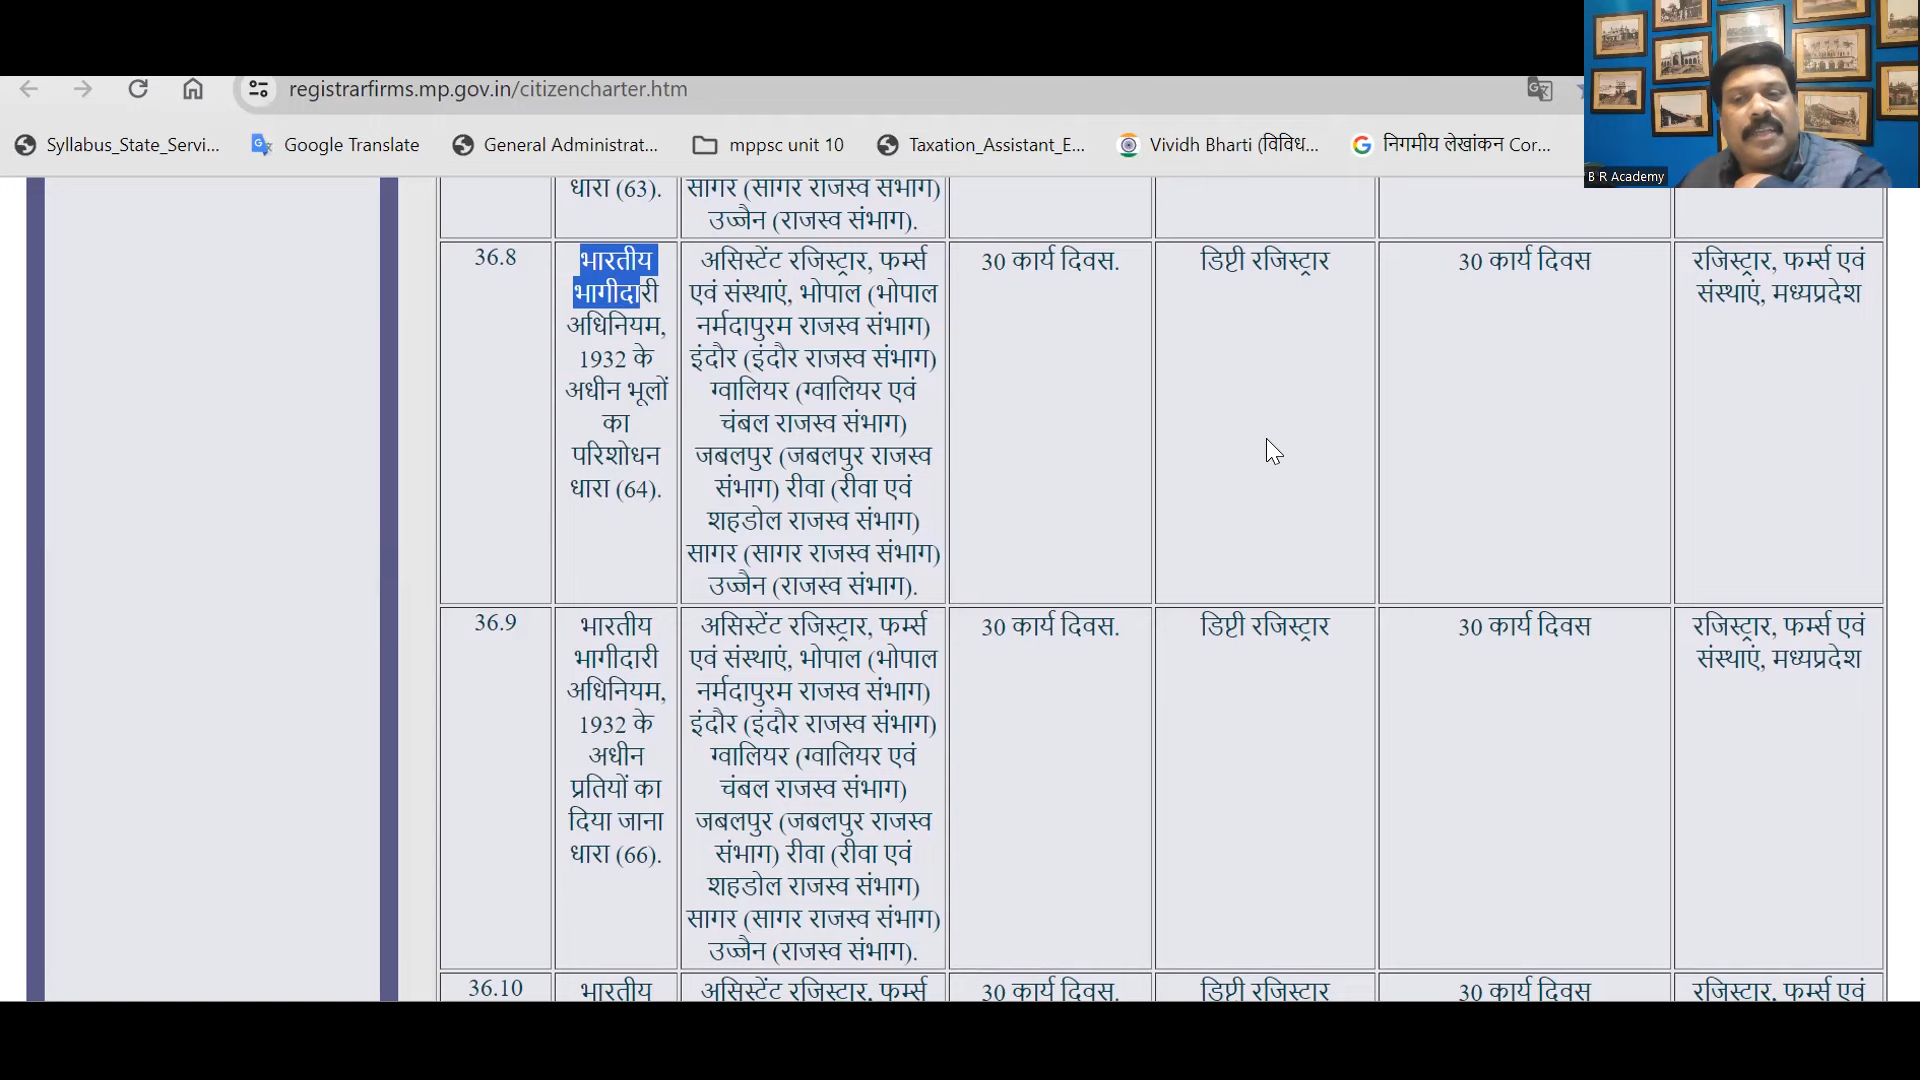 registrarfirms.mp.gov.in/citizencharter.htm
Syllabus_State_Servi...
Google Translate
General Administrat...
mppsc unit 10
Taxation_Assistant_E...
Vividh Bharti (विविध...
निगमीय लेखांकन Cor...
B R Academy
धारा (63).
सागर (सागर राजस्व संभाग)
उज्जैन (राजस्व संभाग).
36.8
भारतीय
भागीदारी
अधिनियम,
1932 के
अधीन भूलों
का
परिशोधन
धारा (64).
असिस्टेंट रजिस्ट्रार, फर्म्स
एवं संस्थाएं, भोपाल (भोपाल
नर्मदापुरम राजस्व संभाग)
इंदौर (इंदौर राजस्व संभाग)
ग्वालियर (ग्वालियर एवं
चंबल राजस्व संभाग)
जबलपुर (जबलपुर राजस्व
संभाग) रीवा (रीवा एवं
शहडोल राजस्व संभाग)
सागर (सागर राजस्व संभाग)
उज्जैन (राजस्व संभाग).
30 कार्य दिवस.
डिप्टी रजिस्ट्रार
30 कार्य दिवस
रजिस्ट्रार, फर्म्स एवं
संस्थाएं, मध्यप्रदेश
36.9
भारतीय
भागीदारी
अधिनियम,
1932 के
अधीन
प्रतियों का
दिया जाना
धारा (66).
असिस्टेंट रजिस्ट्रार, फर्म्स
एवं संस्थाएं, भोपाल (भोपाल
नर्मदापुरम राजस्व संभाग)
इंदौर (इंदौर राजस्व संभाग)
ग्वालियर (ग्वालियर एवं
चंबल राजस्व संभाग)
जबलपुर (जबलपुर राजस्व
संभाग) रीवा (रीवा एवं
शहडोल राजस्व संभाग)
सागर (सागर राजस्व संभाग)
उज्जैन (राजस्व संभाग).
30 कार्य दिवस.
डिप्टी रजिस्ट्रार
30 कार्य दिवस
रजिस्ट्रार, फर्म्स एवं
संस्थाएं, मध्यप्रदेश
36.10
भारतीय
असिस्टेंट रजिस्ट्रार, फर्म्स
30 कार्य दिवस.
डिप्टी रजिस्ट्रार
30 कार्य दिवस
रजिस्ट्रार, फर्म्स एवं